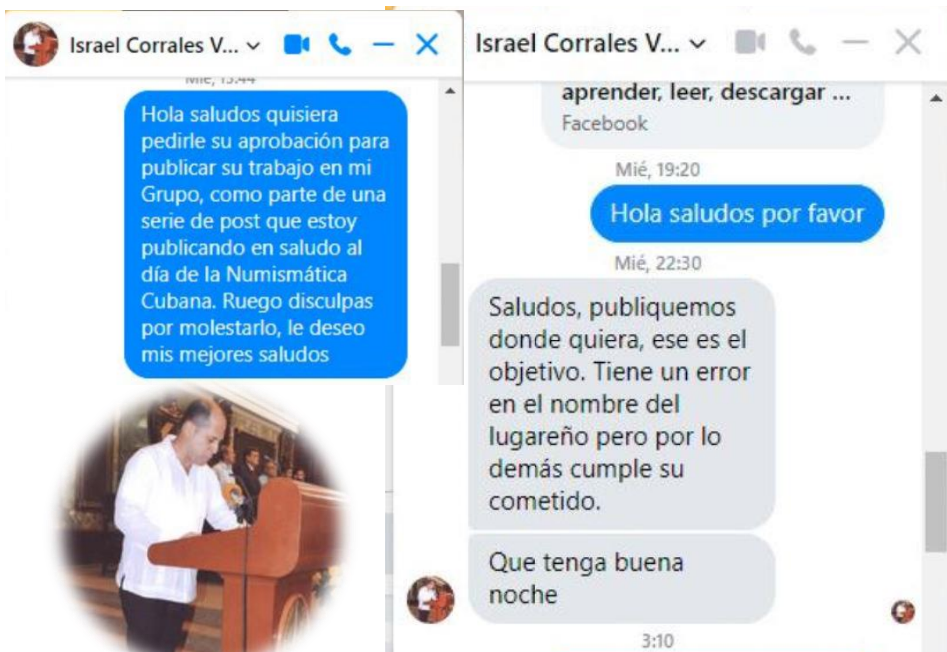 Israel Corrales V...
Mié, 13:44
Hola saludos quisiera
pedirle su aprobación para
publicar su trabajo en mi
Grupo, como parte de una
serie de post que estoy
publicando en saludo al
día de la Numismática
Cubana. Ruego disculpas
por molestarlo, le deseo
mis mejores saludos
Israel Corrales V...
aprender, leer, descargar ...
Facebook
Mié, 19:20
Hola saludos por favor
Mié, 22:30
Saludos, publiquemos
donde quiera, ese es el
objetivo. Tiene un error
en el nombre del
lugareño pero por lo
demás cumple su
cometido.
Que tenga buena
noche
3:10